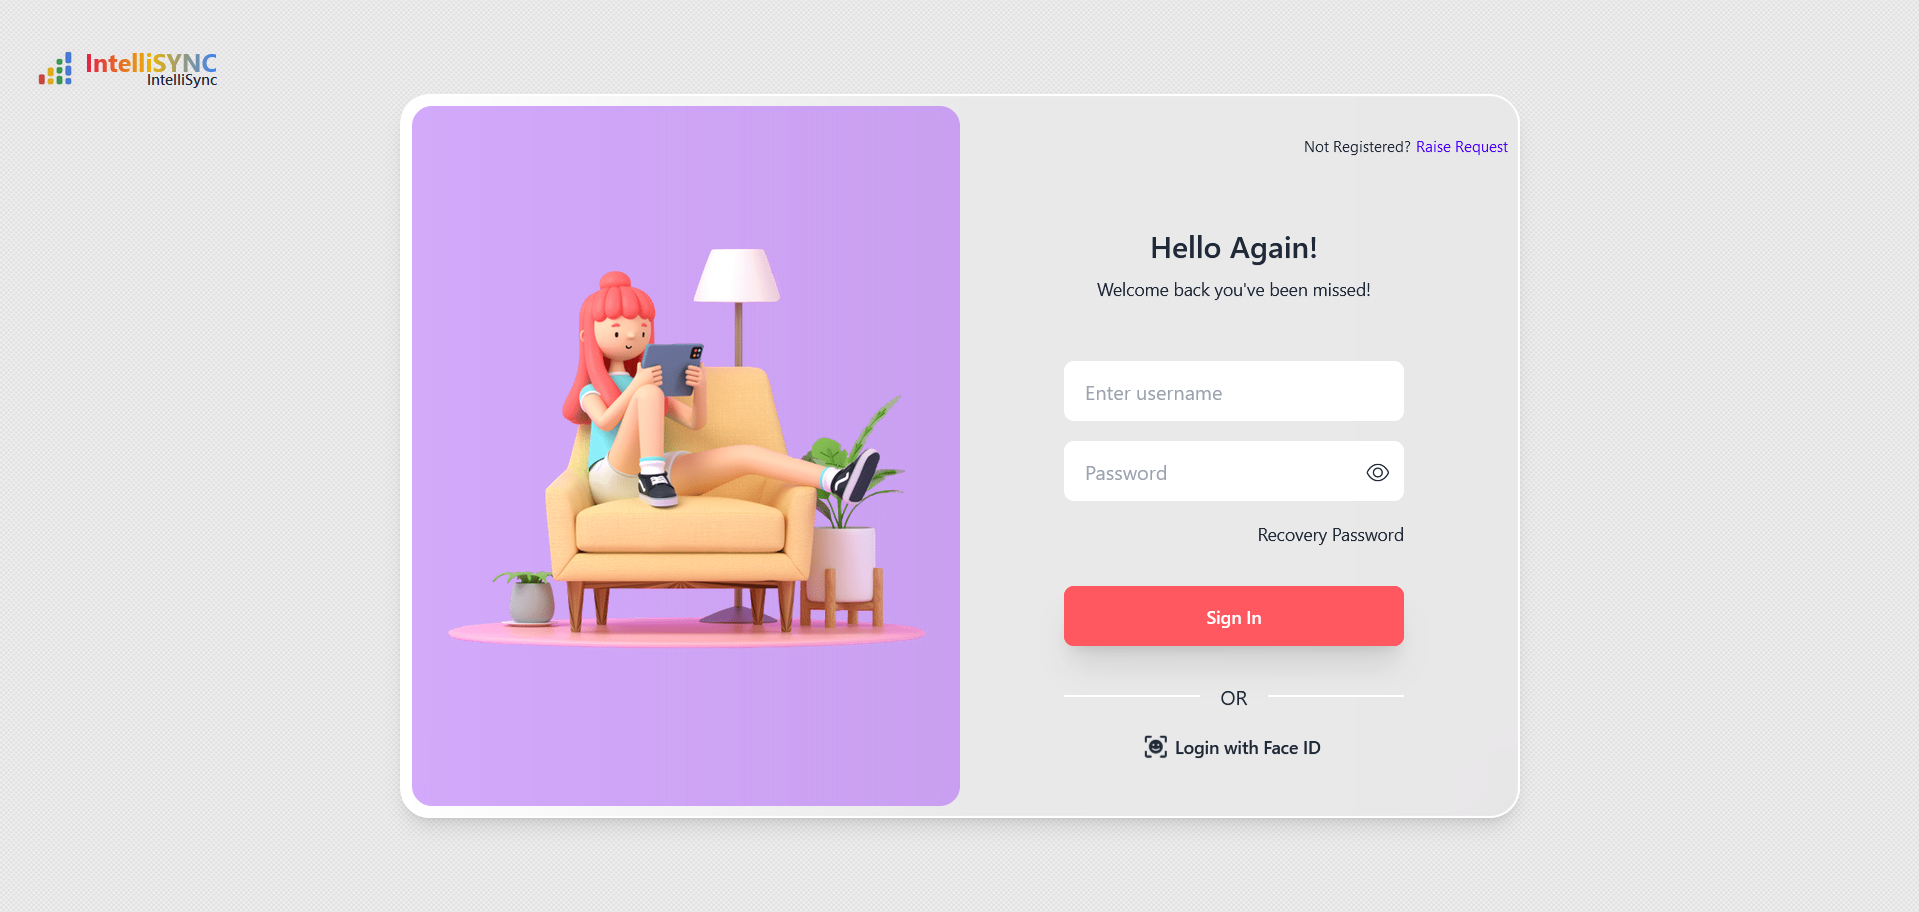 IntelliSYNC
IntelliSync
Not Registered? Raise Request
Hello Again!
Welcome back you've been missed!
Enter username
Password
Recovery Password
Sign In
OR
Login with Face ID